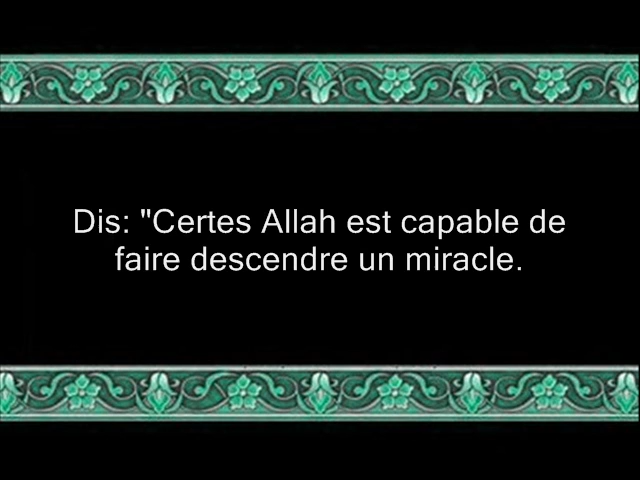 Dis: "Certes Allah est capable de
faire descendre un miracle.